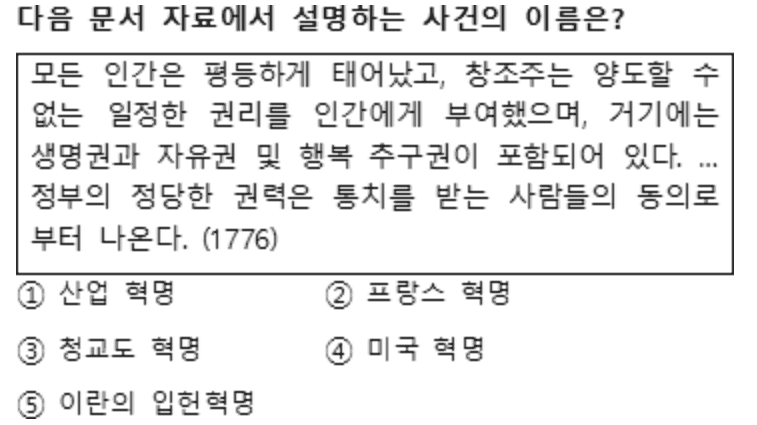 다음 문서 자료에서 설명하는 사건의 이름은?
모든 인간은 평등하게 태어났고, 창조주는 양도할 수
없는 일정한 권리를 인간에게 부여했으며, 거기에는
생명권과 자유권 및 행복 추구권이 포함되어 있다. ...
정부의 정당한 권력은 통치를 받는 사람들의 동의로
부터 나온다. (1776)
① 산업 혁명 ② 프랑스 혁명
③ 청교도 혁명 ④ 미국 혁명
⑤ 이란의 입헌혁명